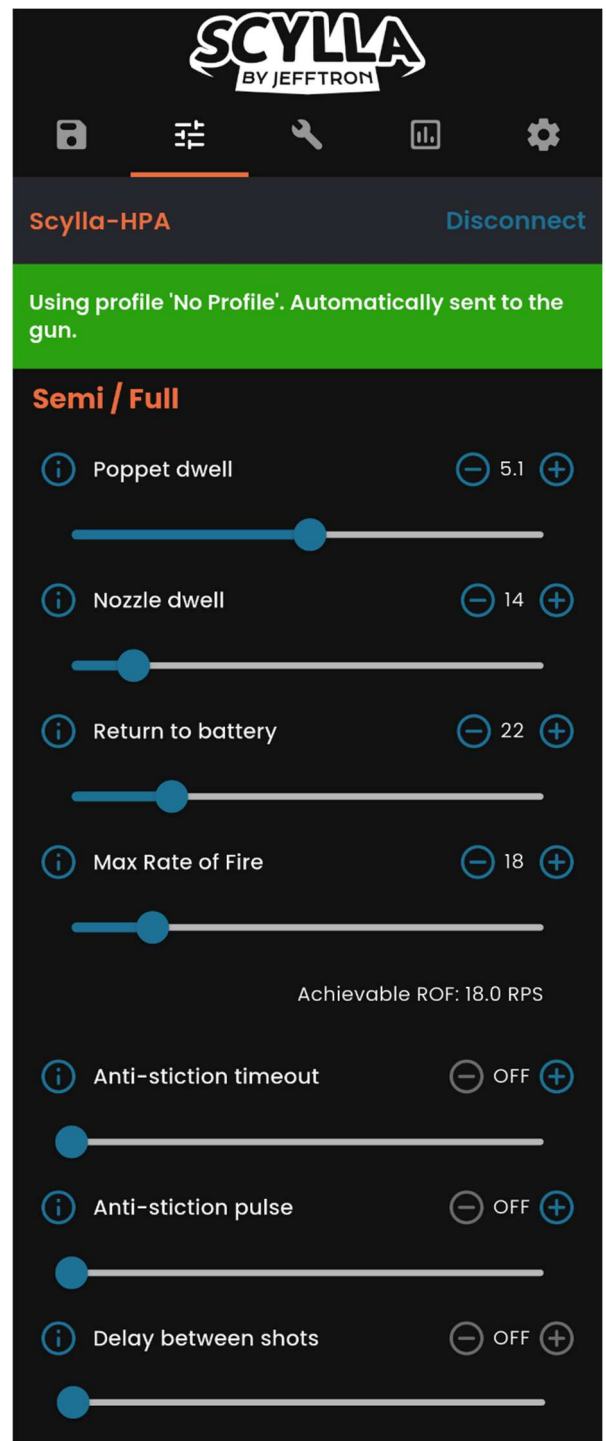 SCYLLA
BY JEFFTRON
Scylla-HPA
Disconnect
Using profile 'No Profile'. Automatically sent to the
gun.
Semi / Full
Poppet dwell
5.1
Nozzle dwell
14
Return to battery
22
Max Rate of Fire
18
Achievable ROF: 18.0 RPS
Anti-stiction timeout
OFF
Anti-stiction pulse
OFF
Delay between shots
OFF